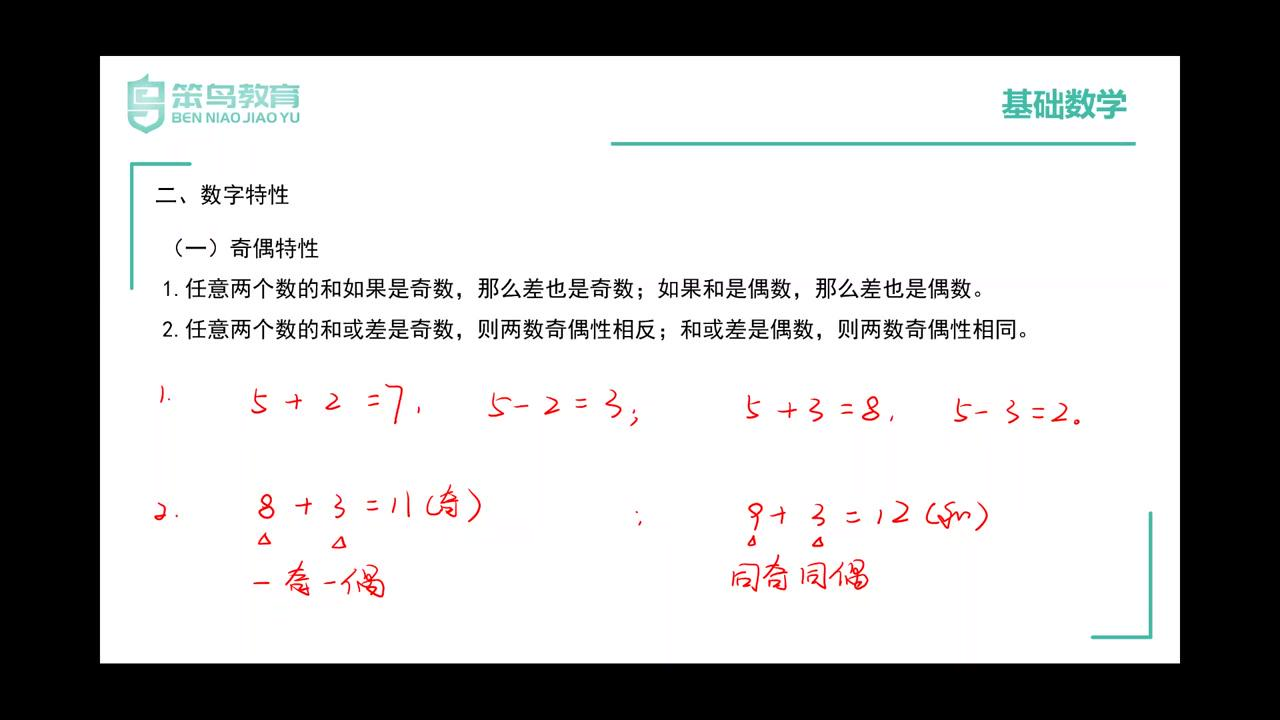 笨鸟教育
BEN NIAO JIAO YU
基础数学
二、数字特性
（一）奇偶特性
1.任意两个数的和如果是奇数，那么差也是奇数；如果和是偶数，那么差也是偶数。
2.任意两个数的和或差是奇数，则两数奇偶性相反；和或差是偶数，则两数奇偶性相同。
1. 5+2=7, 5-2=3; 5+3=8, 5-3=2。
2. 8+3=11(奇) ; 9+3=12
一奇一偶 同奇同偶